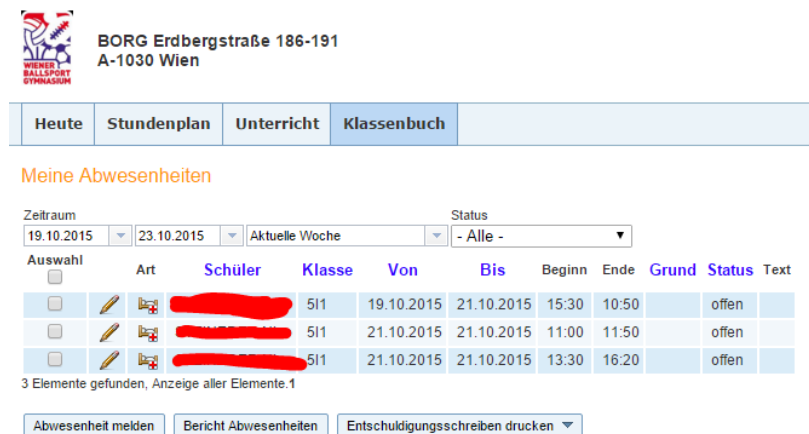 WIENER
BALLSPORT
GYMNASIUM
BORG Erdbergstraße 186-191
A-1030 Wien
Heute Stundenplan Unterricht Klassenbuch
Meine Abwesenheiten
Zeitraum Status
19.10.2015 23.10.2015 Aktuelle Woche - Alle -
Auswahl Art Schüler Klasse Von Bis Beginn Ende Grund Status Text
5I1 19.10.2015 21.10.2015 15:30 10:50 offen
5I1 21.10.2015 21.10.2015 11:00 11:50 offen
5I1 21.10.2015 21.10.2015 13:30 16:20 offen
3 Elemente gefunden, Anzeige aller Elemente.1
Abwesenheit melden Bericht Abwesenheiten Entschuldigungsschreiben drucken